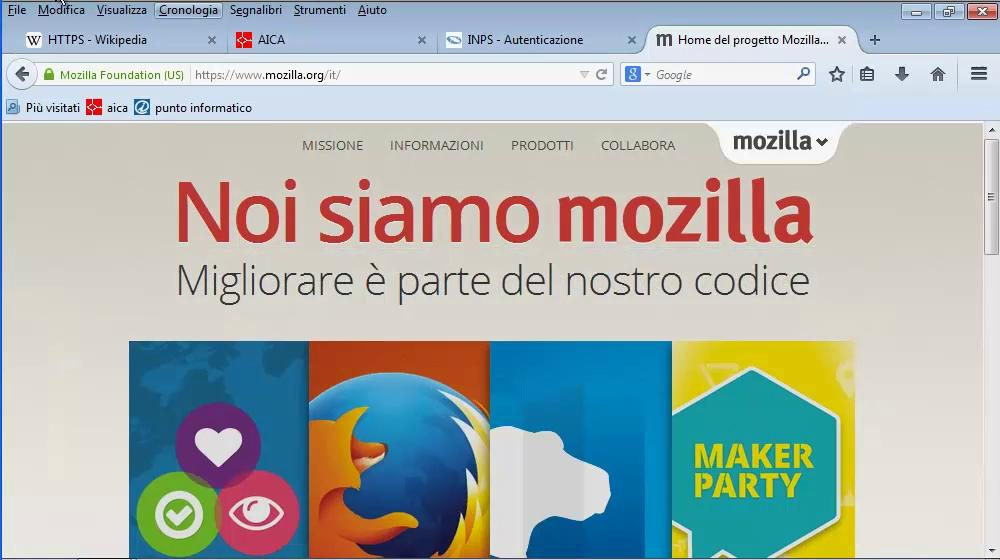 File Modifica Visualizza Cronologia Segnalibri Strumenti Aiuto
W HTTPS - Wikipedia AICA INPS - Autenticazione m Home del progetto Mozilla...
Mozilla Foundation (US) https://www.mozilla.org/it/ 8 Google
Più visitati aica punto informatico
MISSIONE INFORMAZIONI PRODOTTI COLLABORA mozilla
Noi siamo mozilla
Migliorare è parte del nostro codice
MAKER
PARTY